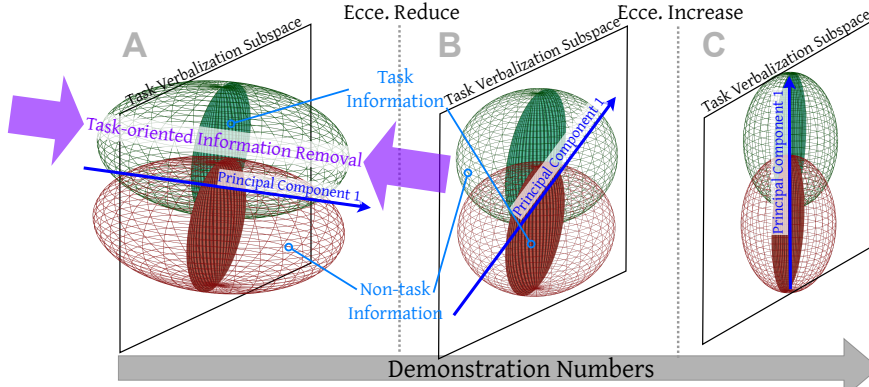 Ecce. Reduce
Ecce. Increase
A
B
C
Task Verbalization Subspace
Task Verbalization Subspace
Task Verbalization Subspace
Task
Information
Task-oriented Information Removal
Principal Component 1
Principal Component 1
Principal Component 1
Non-task
Information
Demonstration Numbers